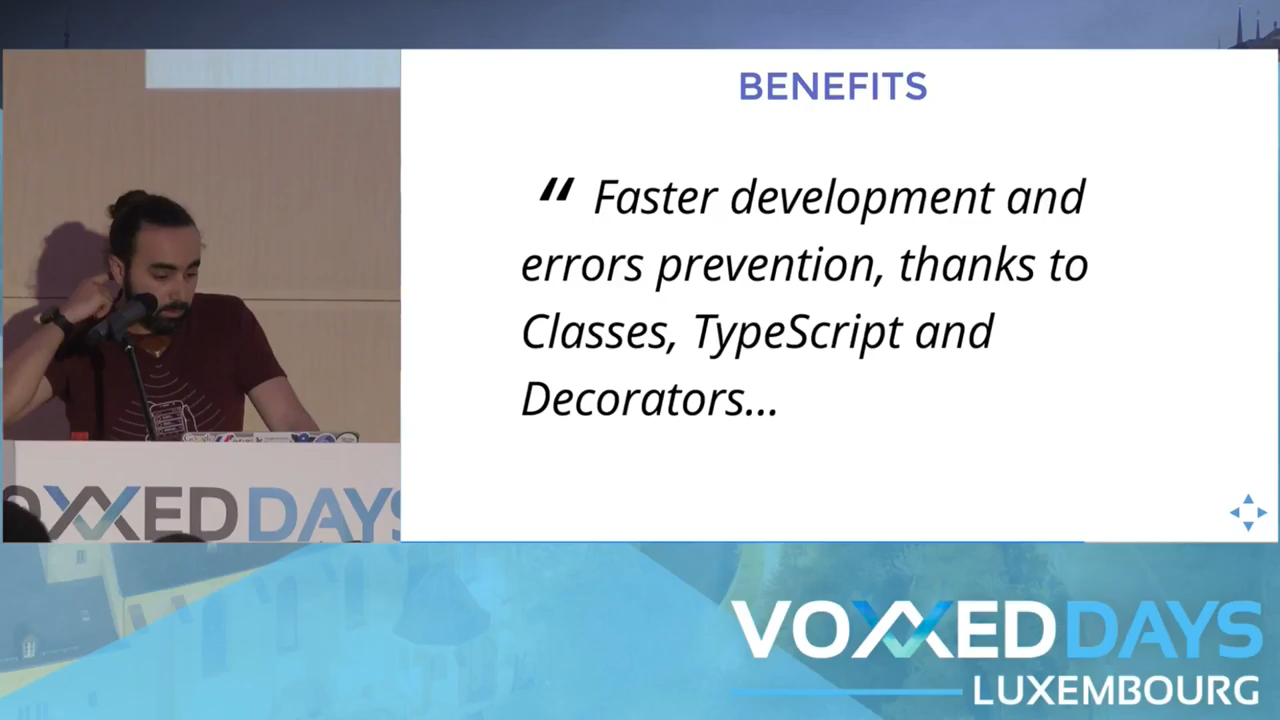 BENEFITS
“ Faster development and
errors prevention, thanks to
Classes, TypeScript and
Decorators...
VOXXED DAYS
VOXXED DAYS
LUXEMBOURG